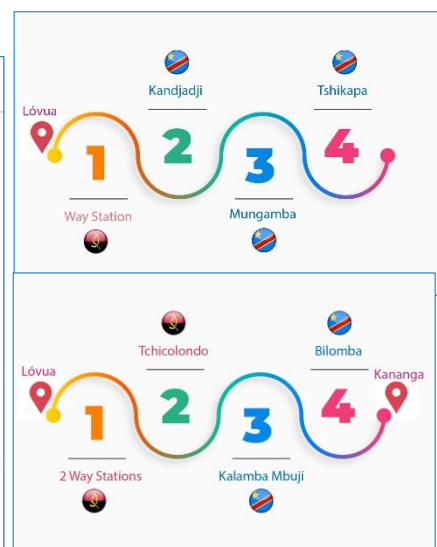 Kandjadji
Tshikapa
Lóvua
1
2
3
4
Way Station
Mungamba
Tchicolondo
Bilomba
Lóvua
Kananga
1
2
3
4
2 Way Stations
Kalamba Mbuji